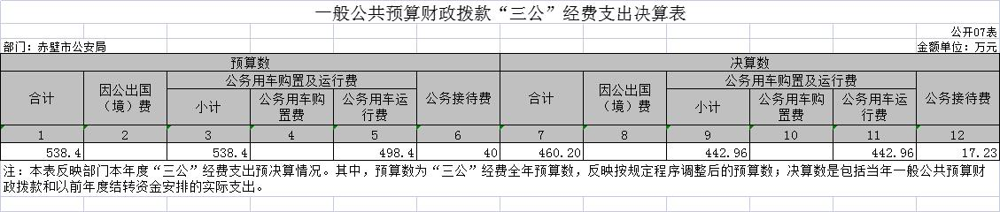 一般公共预算财政拨款“三公”经费支出决算表
公开07表
部门：赤壁市公安局 金额单位：万元
预算数 决算数
合计 因公出国（境）费 公务用车购置及运行费 公务接待费 合计 因公出国（境）费 公务用车购置及运行费 公务接待费
小计 公务用车购置费 公务用车运行费 小计 公务用车购置费 公务用车运行费
1 2 3 4 5 6 7 8 9 10 11 12
538.4 538.4 498.4 40 460.20 442.96 442.96 17.23
注：本表反映部门本年度“三公”经费支出预决算情况。其中，预算数为“三公”经费全年预算数，反映按规定程序调整后的预算数；决算数是包括当年一般公共预算财
政拨款和以前年度结转资金安排的实际支出。